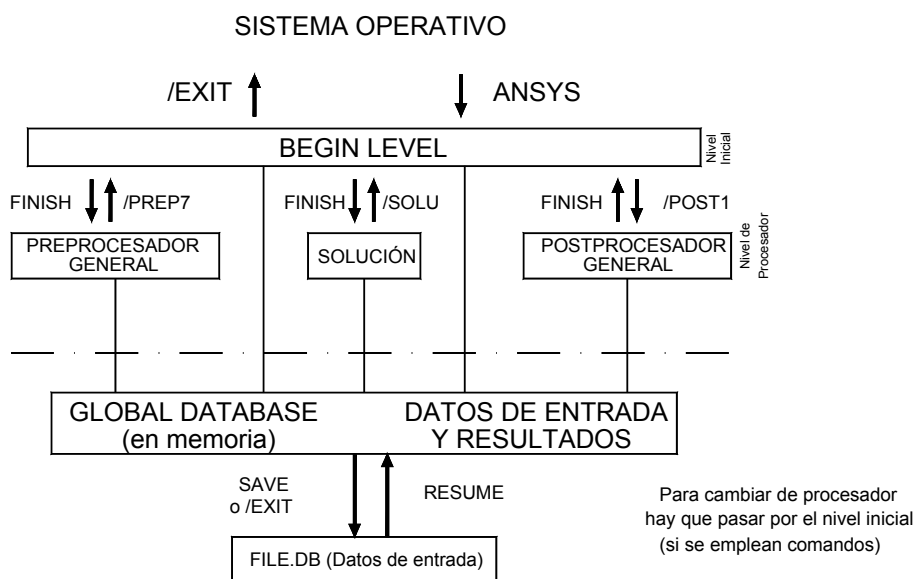 SISTEMA OPERATIVO
/EXIT
ANSYS
BEGIN LEVEL
Nivel
Inicial
FINISH
/PREP7
FINISH
/SOLU
FINISH
/POST1
PREPROCESADOR
GENERAL
SOLUCIÓN
POSTPROCESADOR
GENERAL
Nivel de
Procesador
GLOBAL DATABASE
(en memoria)
DATOS DE ENTRADA
Y RESULTADOS
SAVE
o /EXIT
RESUME
Para cambiar de procesador
hay que pasar por el nivel inicial
(si se emplean comandos)
FILE.DB (Datos de entrada)